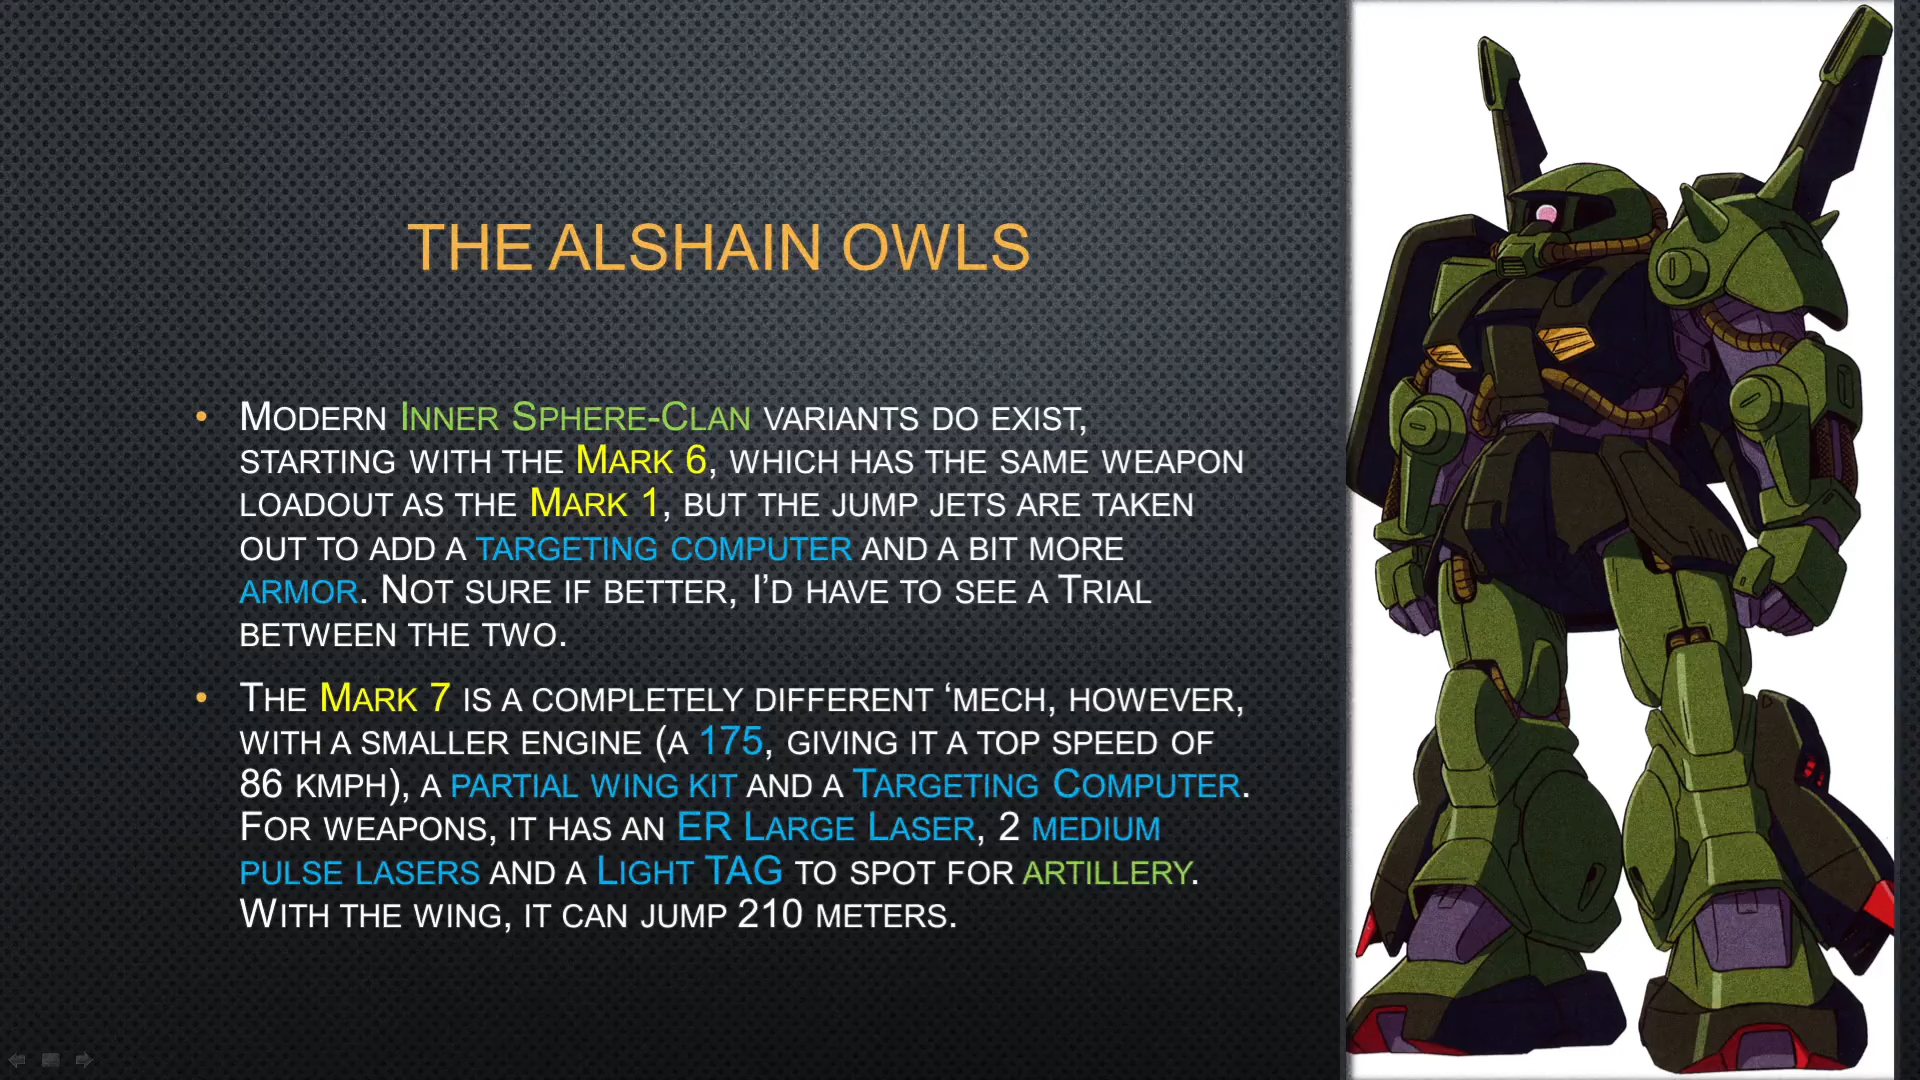 THE ALSHAIN OWLS
• MODERN INNER SPHERE-CLAN VARIANTS DO EXIST,
STARTING WITH THE MARK 6, WHICH HAS THE SAME WEAPON
LOADOUT AS THE MARK 1, BUT THE JUMP JETS ARE TAKEN
OUT TO ADD A TARGETING COMPUTER AND A BIT MORE
ARMOR. NOT SURE IF BETTER, I’D HAVE TO SEE A TRIAL
BETWEEN THE TWO.
• THE MARK 7 IS A COMPLETELY DIFFERENT ‘MECH, HOWEVER,
WITH A SMALLER ENGINE (A 175, GIVING IT A TOP SPEED OF
86 KMPH), A PARTIAL WING KIT AND A TARGETING COMPUTER.
FOR WEAPONS, IT HAS AN ER LARGE LASER, 2 MEDIUM
PULSE LASERS AND A LIGHT TAG TO SPOT FOR ARTILLERY.
WITH THE WING, IT CAN JUMP 210 METERS.